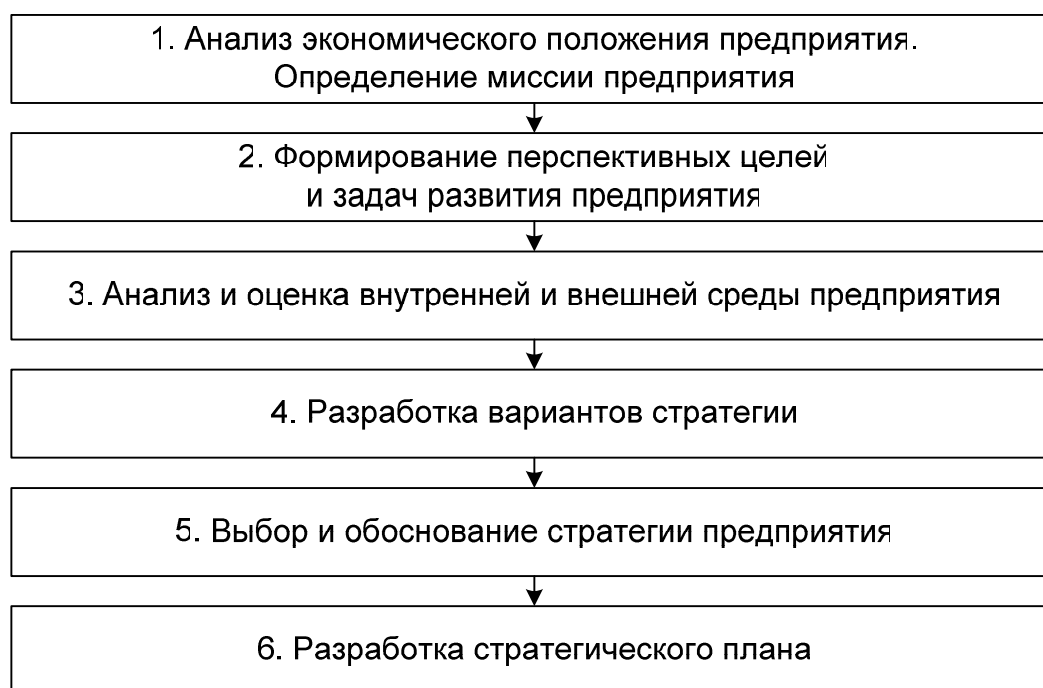 1. Анализ экономического положения предприятия.
Определение миссии предприятия
2. Формирование перспективных целей
и задач развития предприятия
3. Анализ и оценка внутренней и внешней среды предприятия
4. Разработка вариантов стратегии
5. Выбор и обоснование стратегии предприятия
6. Разработка стратегического плана